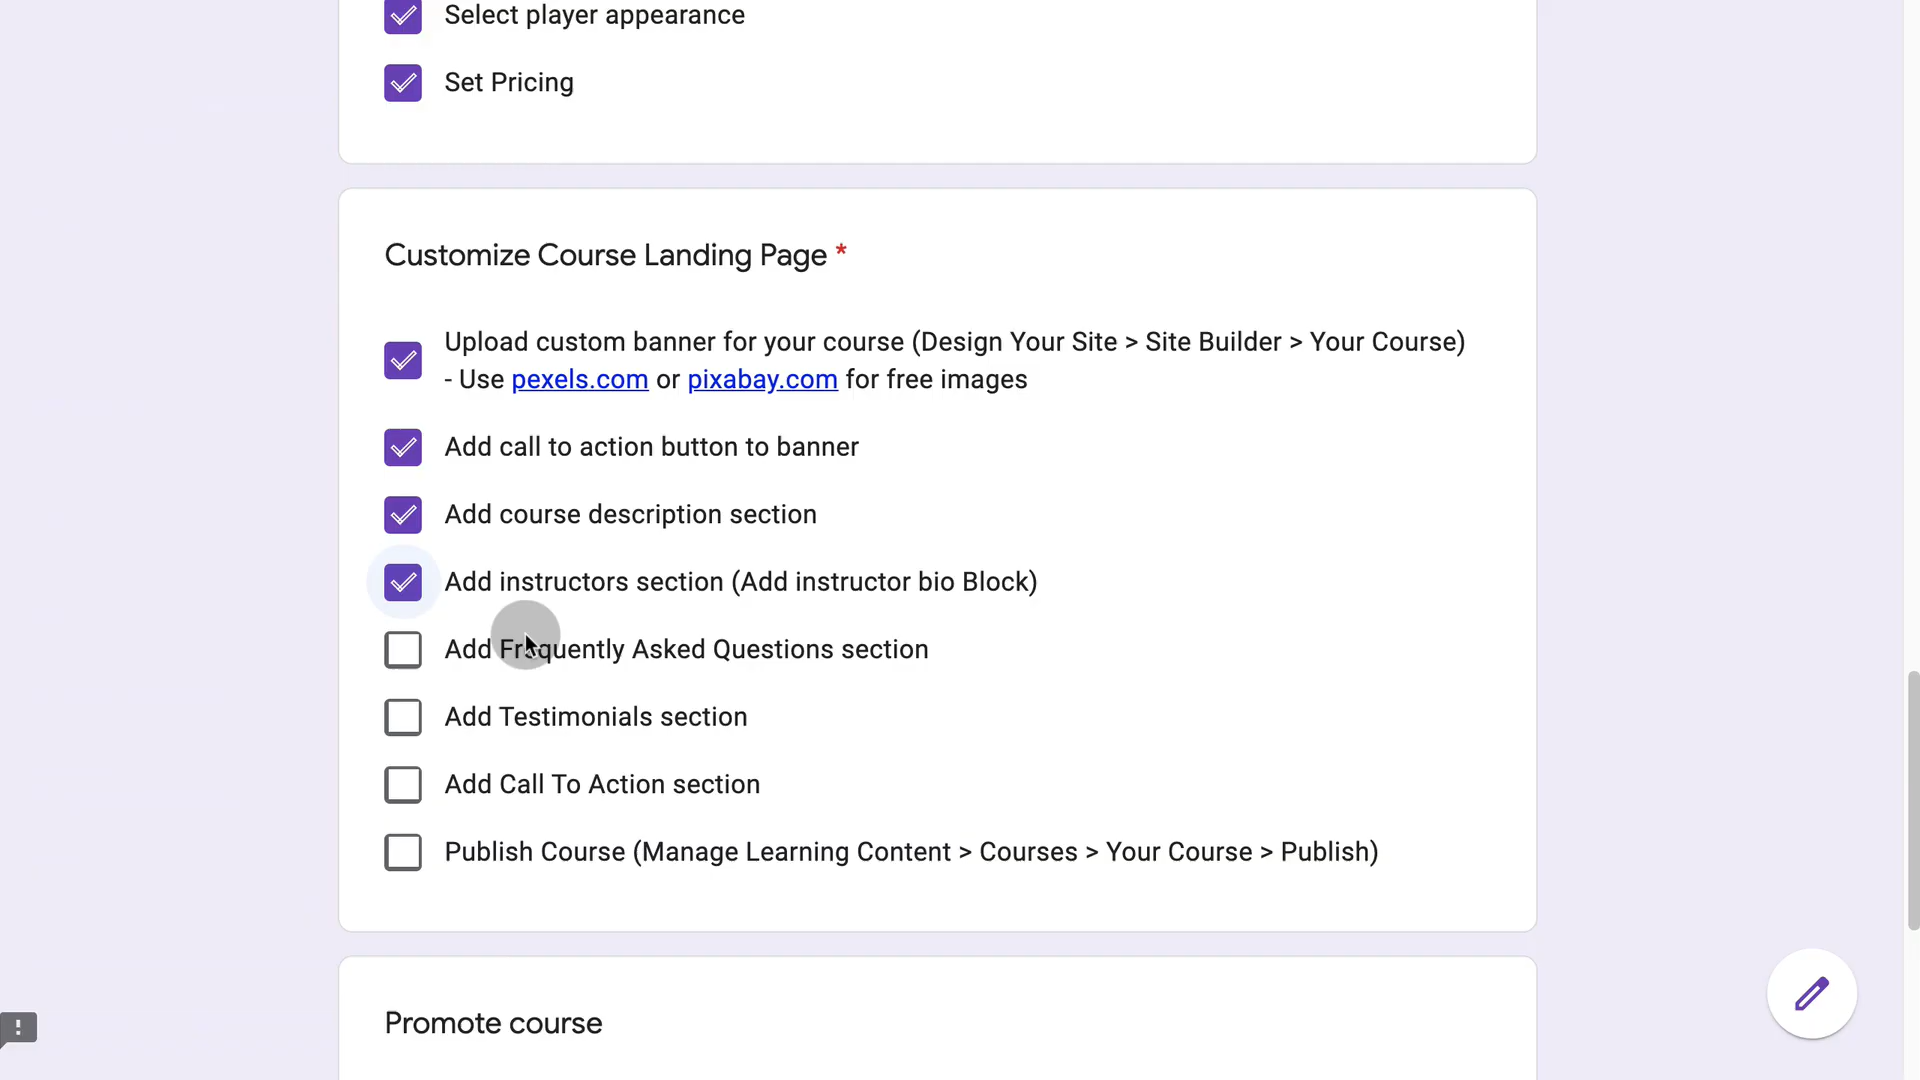 Select player appearance
Set Pricing
Customize Course Landing Page *
Upload custom banner for your course (Design Your Site > Site Builder > Your Course)
- Use pexels.com or pixabay.com for free images
Add call to action button to banner
Add course description section
Add instructors section (Add instructor bio Block)
Add Frequently Asked Questions section
Add Testimonials section
Add Call To Action section
Publish Course (Manage Learning Content > Courses > Your Course > Publish)
Promote course